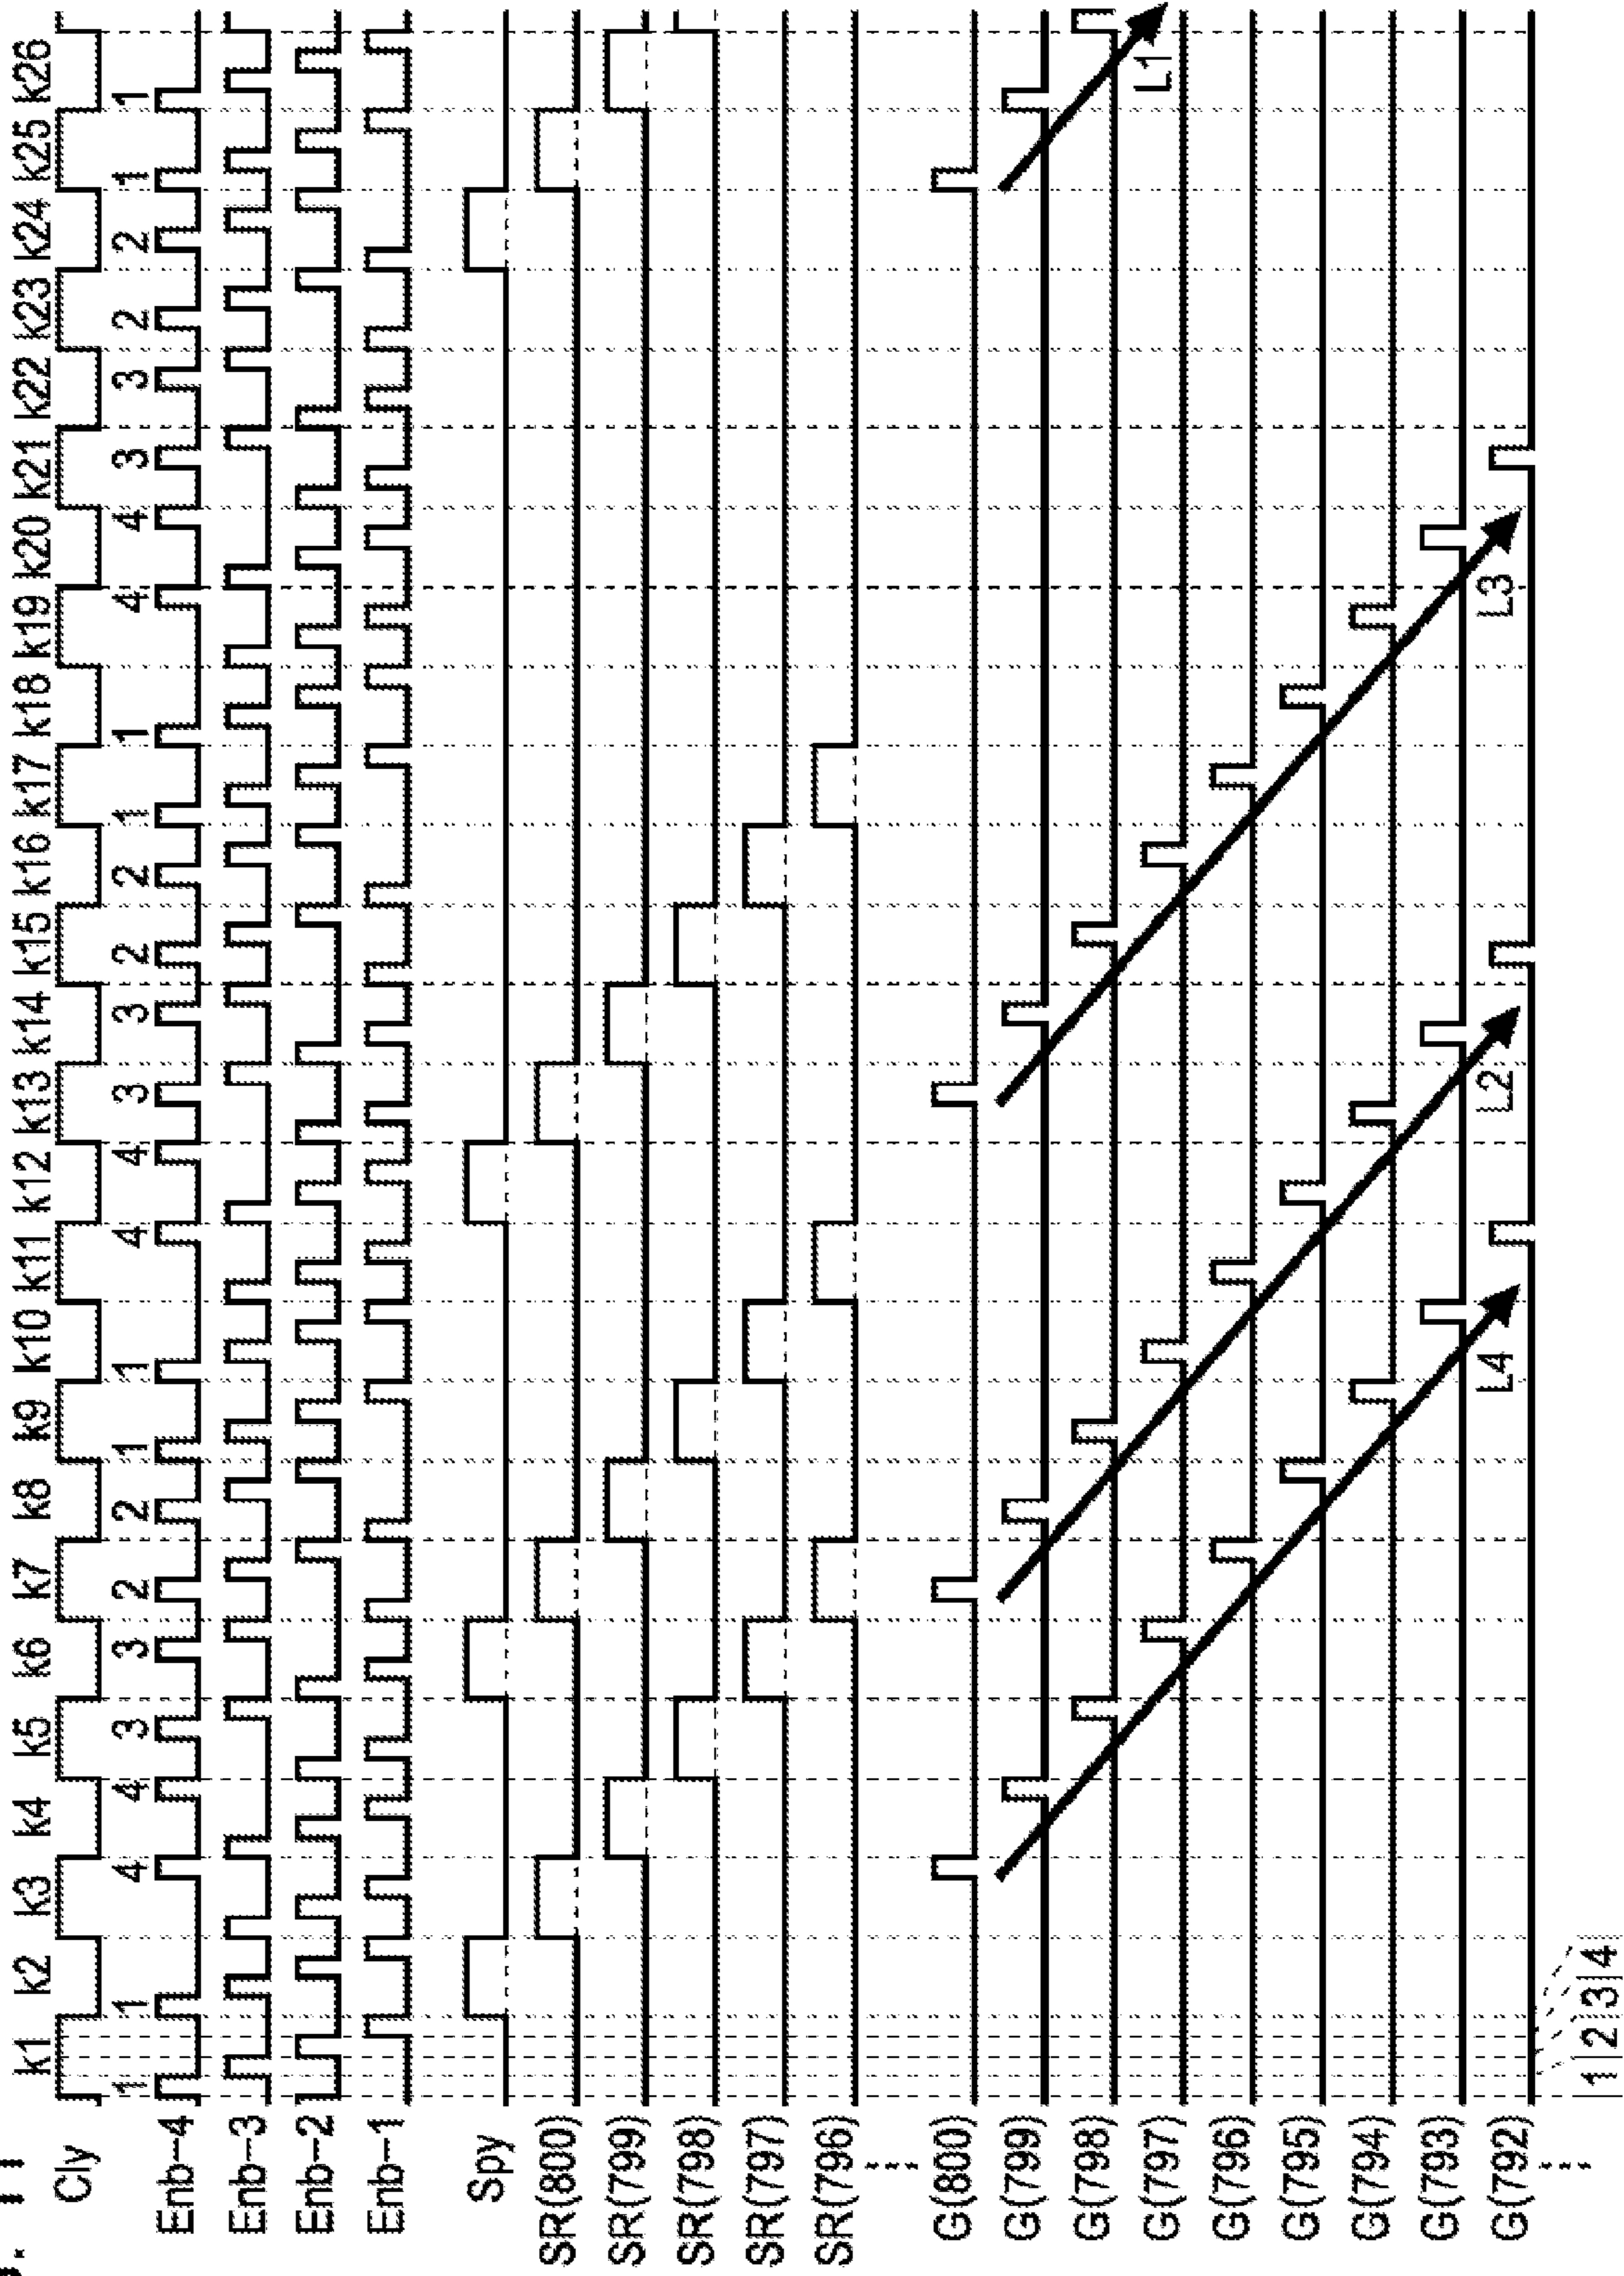 k1 k2 k3 k4 k5 k6 k7 k8 k9 k10 k11 k12 k13 k14 k15 k16 k17 k18 k19 k20 k21 k22 k23 k24 k25 k26
Cly
1 1 4 4 3 3 2 2 1 1 4 4 3 3 2 2 1 1 4 4 3 3 2 2 1 1
Enb-4
Enb-3
Enb-2
Enb-1
Spy
SR(800)
SR(799)
SR(798)
SR(797)
SR(796)
G(800)
G(799)
G(798)
G(797)
L1
G(796)
G(795)
G(794)
G(793)
G(792)
L4 L2 L3
1 2 3 4